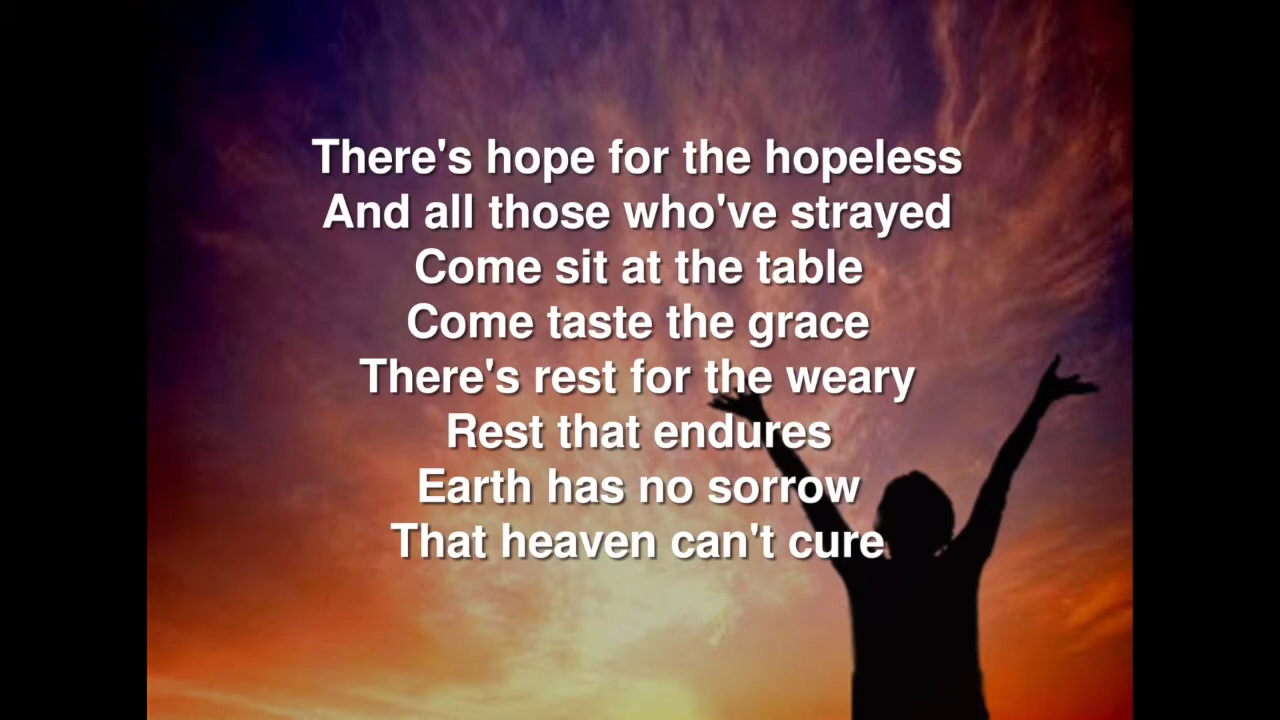 There's hope for the hopeless
And all those who've strayed
Come sit at the table
Come taste the grace
There's rest for the weary
Rest that endures
Earth has no sorrow
That heaven can't cure